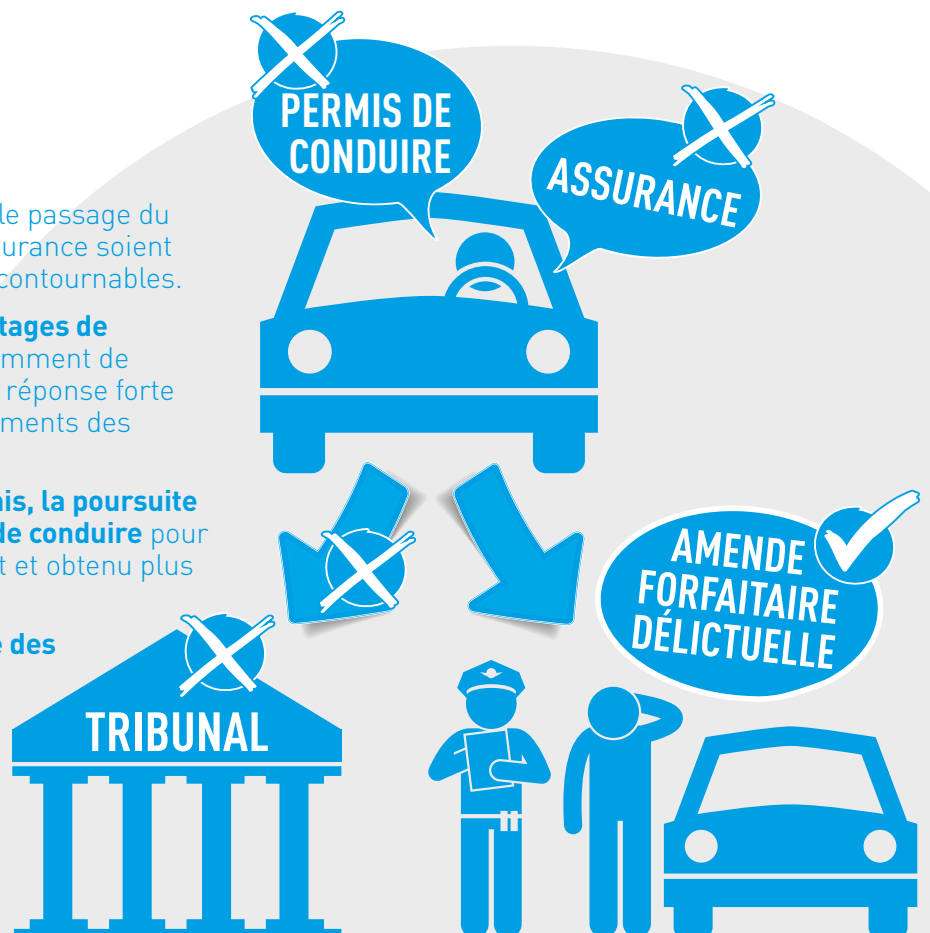 PERMIS DE
CONDUIRE
ASSURANCE
le passage du
urance soient
contournables.
tages de
mment de
réponse forte
ments des
is, la poursuite
de conduire pour
t et obtenu plus
e des
AMENDE
FORFAITAIRE
DÉLICTUELLE
TRIBUNAL